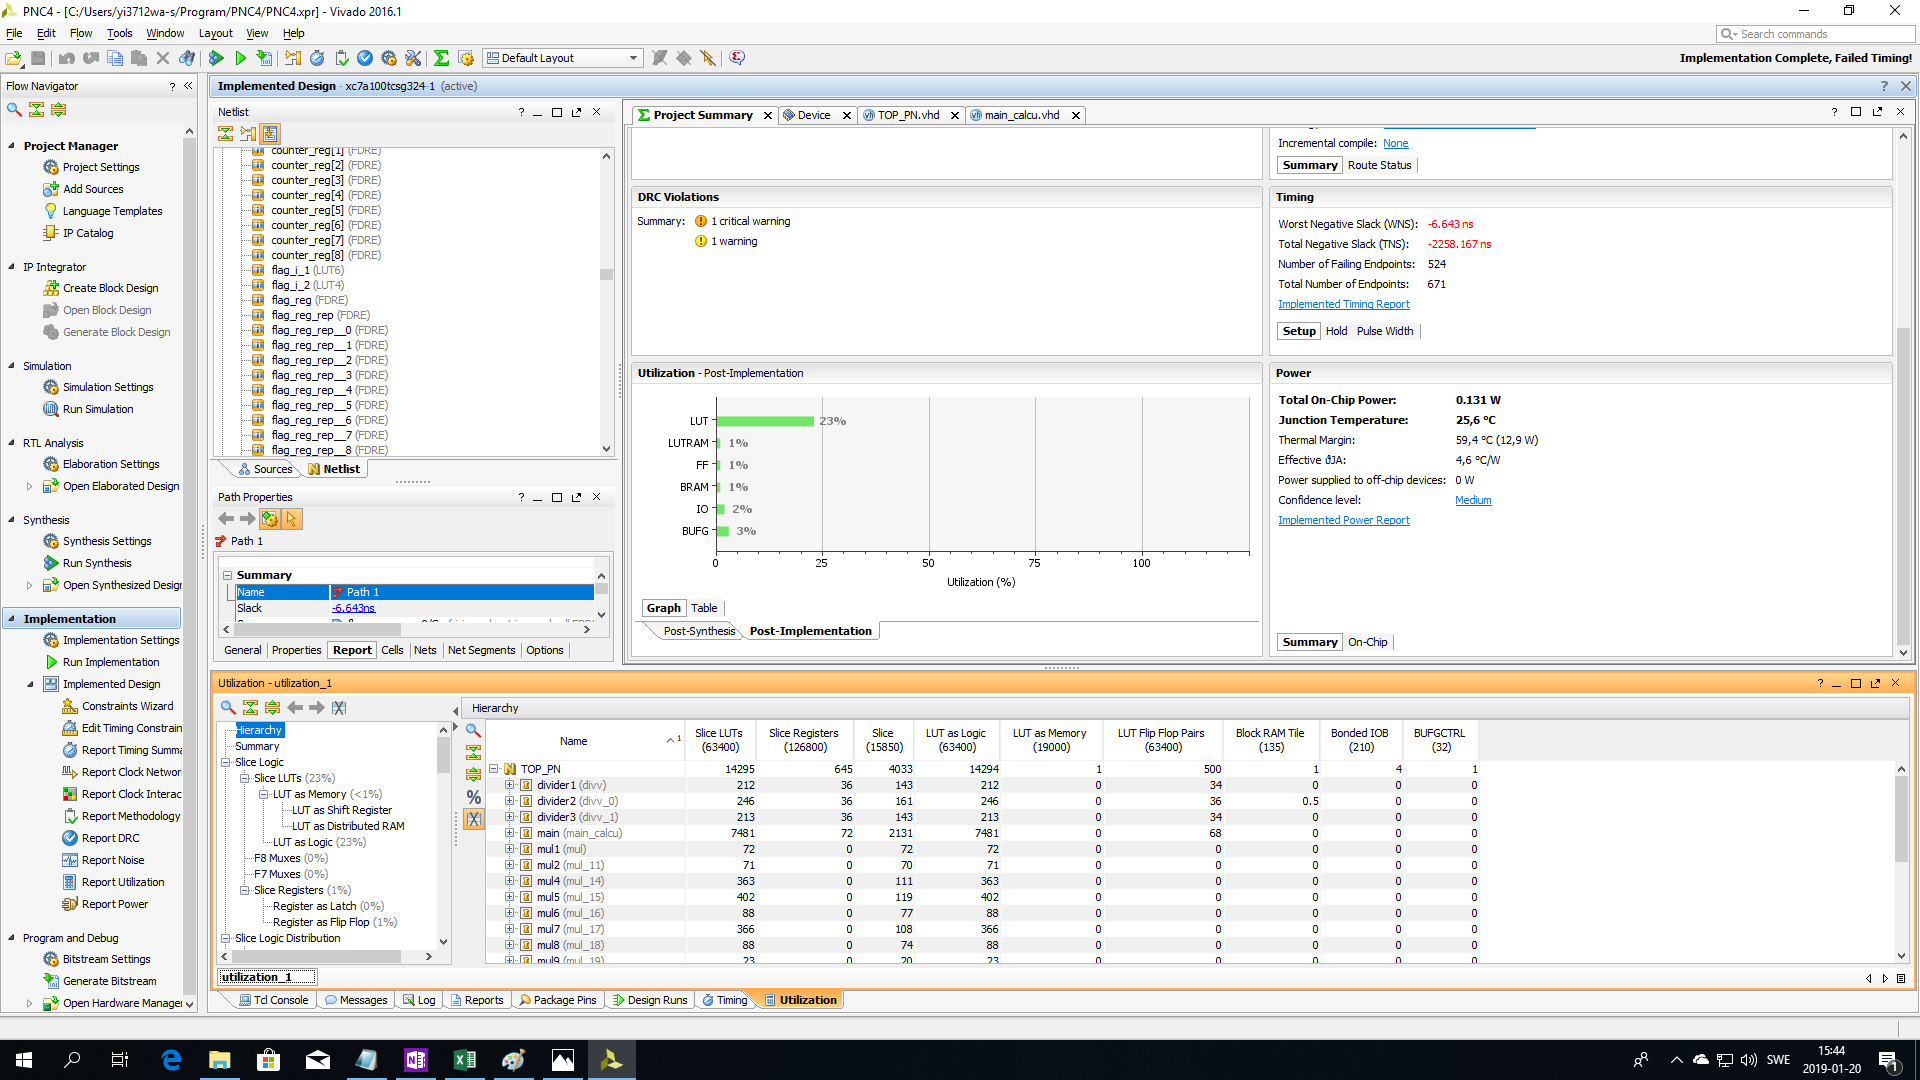 PNC4 - [C:/Users/yi3712wa-s/Program/PNC4/PNC4.xpr] - Vivado 2016.1
File Edit Flow Tools Window Layout View Help
Search commands
Default Layout
Implementation Complete, Failed Timing!
Flow Navigator
Project Manager
Project Settings
Add Sources
Language Templates
IP Catalog
IP Integrator
Create Block Design
Open Block Design
Generate Block Design
Simulation
Simulation Settings
Run Simulation
RTL Analysis
Elaboration Settings
Open Elaborated Design
Synthesis
Synthesis Settings
Run Synthesis
Open Synthesized Design
Implementation
Implementation Settings
Run Implementation
Implemented Design
Constraints Wizard
Edit Timing Constrain
Report Timing Summa
Report Clock Networ
Report Clock Interac
Report Methodology
Report DRC
Report Noise
Report Utilization
Report Power
Program and Debug
Bitstream Settings
Generate Bitstream
Open Hardware Manager
Implemented Design - xc7a100tcsg324-1 (active)
Netlist
counter_reg[1] (FDRE)
counter_reg[2] (FDRE)
counter_reg[3] (FDRE)
counter_reg[4] (FDRE)
counter_reg[5] (FDRE)
counter_reg[6] (FDRE)
counter_reg[7] (FDRE)
counter_reg[8] (FDRE)
flag_i_1 (LUT6)
flag_i_2 (LUT4)
flag_reg (FDRE)
flag_reg_rep (FDRE)
flag_reg_rep__0 (FDRE)
flag_reg_rep__1 (FDRE)
flag_reg_rep__2 (FDRE)
flag_reg_rep__3 (FDRE)
flag_reg_rep__4 (FDRE)
flag_reg_rep__5 (FDRE)
flag_reg_rep__6 (FDRE)
flag_reg_rep__7 (FDRE)
flag_reg_rep__8 (FDRE)
Sources Netlist
Path Properties
Path 1
Summary
Name Path 1
Slack -6.643ns
General Properties Report Cells Nets Net Segments Options
Project Summary Device TOP_PN.vhd main_calcu.vhd
Incremental compile: None
Summary Route Status
DRC Violations
Summary: 1 critical warning
1 warning
Timing
Worst Negative Slack (WNS): -6.643 ns
Total Negative Slack (TNS): -2258.167 ns
Number of Failing Endpoints: 524
Total Number of Endpoints: 671
Implemented Timing Report
Setup Hold Pulse Width
Utilization - Post-Implementation
LUT 23%
LUTRAM 1%
FF 1%
BRAM 1%
IO 2%
BUFG 3%
0 25 50 75 100
Utilization (%)
Graph Table
Post-Synthesis Post-Implementation
Power
Total On-Chip Power: 0.131 W
Junction Temperature: 25,6 °C
Thermal Margin: 59,4 °C (12,9 W)
Effective ϑJA: 4,6 °C/W
Power supplied to off-chip devices: 0 W
Confidence level: Medium
Implemented Power Report
Summary On-Chip
Utilization - utilization_1
Hierarchy
Summary
Slice Logic
Slice LUTs (23%)
LUT as Memory (<1%)
LUT as Shift Register
LUT as Distributed RAM
LUT as Logic (23%)
F8 Muxes (0%)
F7 Muxes (0%)
Slice Registers (1%)
Register as Latch (0%)
Register as Flip Flop (1%)
Slice Logic Distribution
utilization_1
Hierarchy
Name 1 Slice LUTs (63400) Slice Registers (126800) Slice (15850) LUT as Logic (63400) LUT as Memory (19000) LUT Flip Flop Pairs (63400) Block RAM Tile (135) Bonded IOB (210) BUFGCTRL (32)
TOP_PN 14295 645 4033 14294 1 500 1 4 1
divider1 (divv) 212 36 143 212 0 34 0 0 0
divider2 (divv_0) 246 36 161 246 0 36 0.5 0 0
divider3 (divv_1) 213 36 143 213 0 34 0 0 0
main (main_calcu) 7481 72 2131 7481 0 68 0 0 0
mul1 (mul) 72 0 72 72 0 0 0 0 0
mul2 (mul_11) 71 0 70 71 0 0 0 0 0
mul4 (mul_14) 363 0 111 363 0 0 0 0 0
mul5 (mul_15) 402 0 119 402 0 0 0 0 0
mul6 (mul_16) 88 0 77 88 0 0 0 0 0
mul7 (mul_17) 366 0 108 366 0 0 0 0 0
mul8 (mul_18) 88 0 74 88 0 0 0 0 0
mul9 (mul_19) 23 0 20 23 0 0 0 0 0
Tcl Console Messages Log Reports Package Pins Design Runs Timing Utilization
SWE
15:44
2019-01-20
1